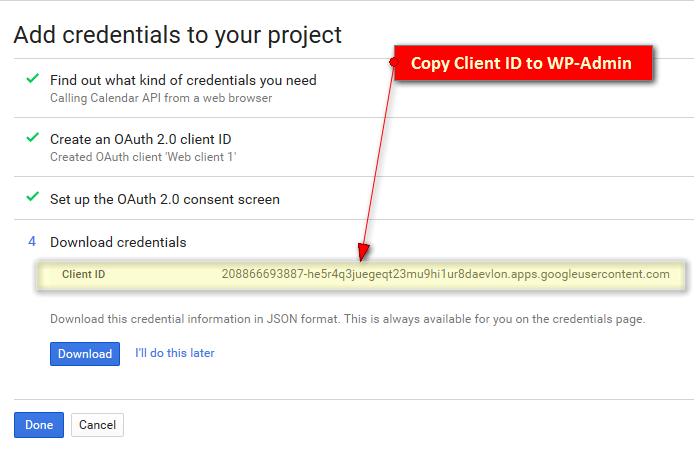 Add credentials to your project
Copy Client ID to WP-Admin
Find out what kind of credentials you need
Calling Calendar API from a web browser
Create an OAuth 2.0 client ID
Created OAuth client 'Web client 1'
Set up the OAuth 2.0 consent screen
4 Download credentials
Client ID 208866693887-he5r4q3juegeqt23mu9hi1ur8daevlon.apps.googleusercontent.com
Download this credential information in JSON format. This is always available for you on the credentials page.
Download I'll do this later
Done Cancel